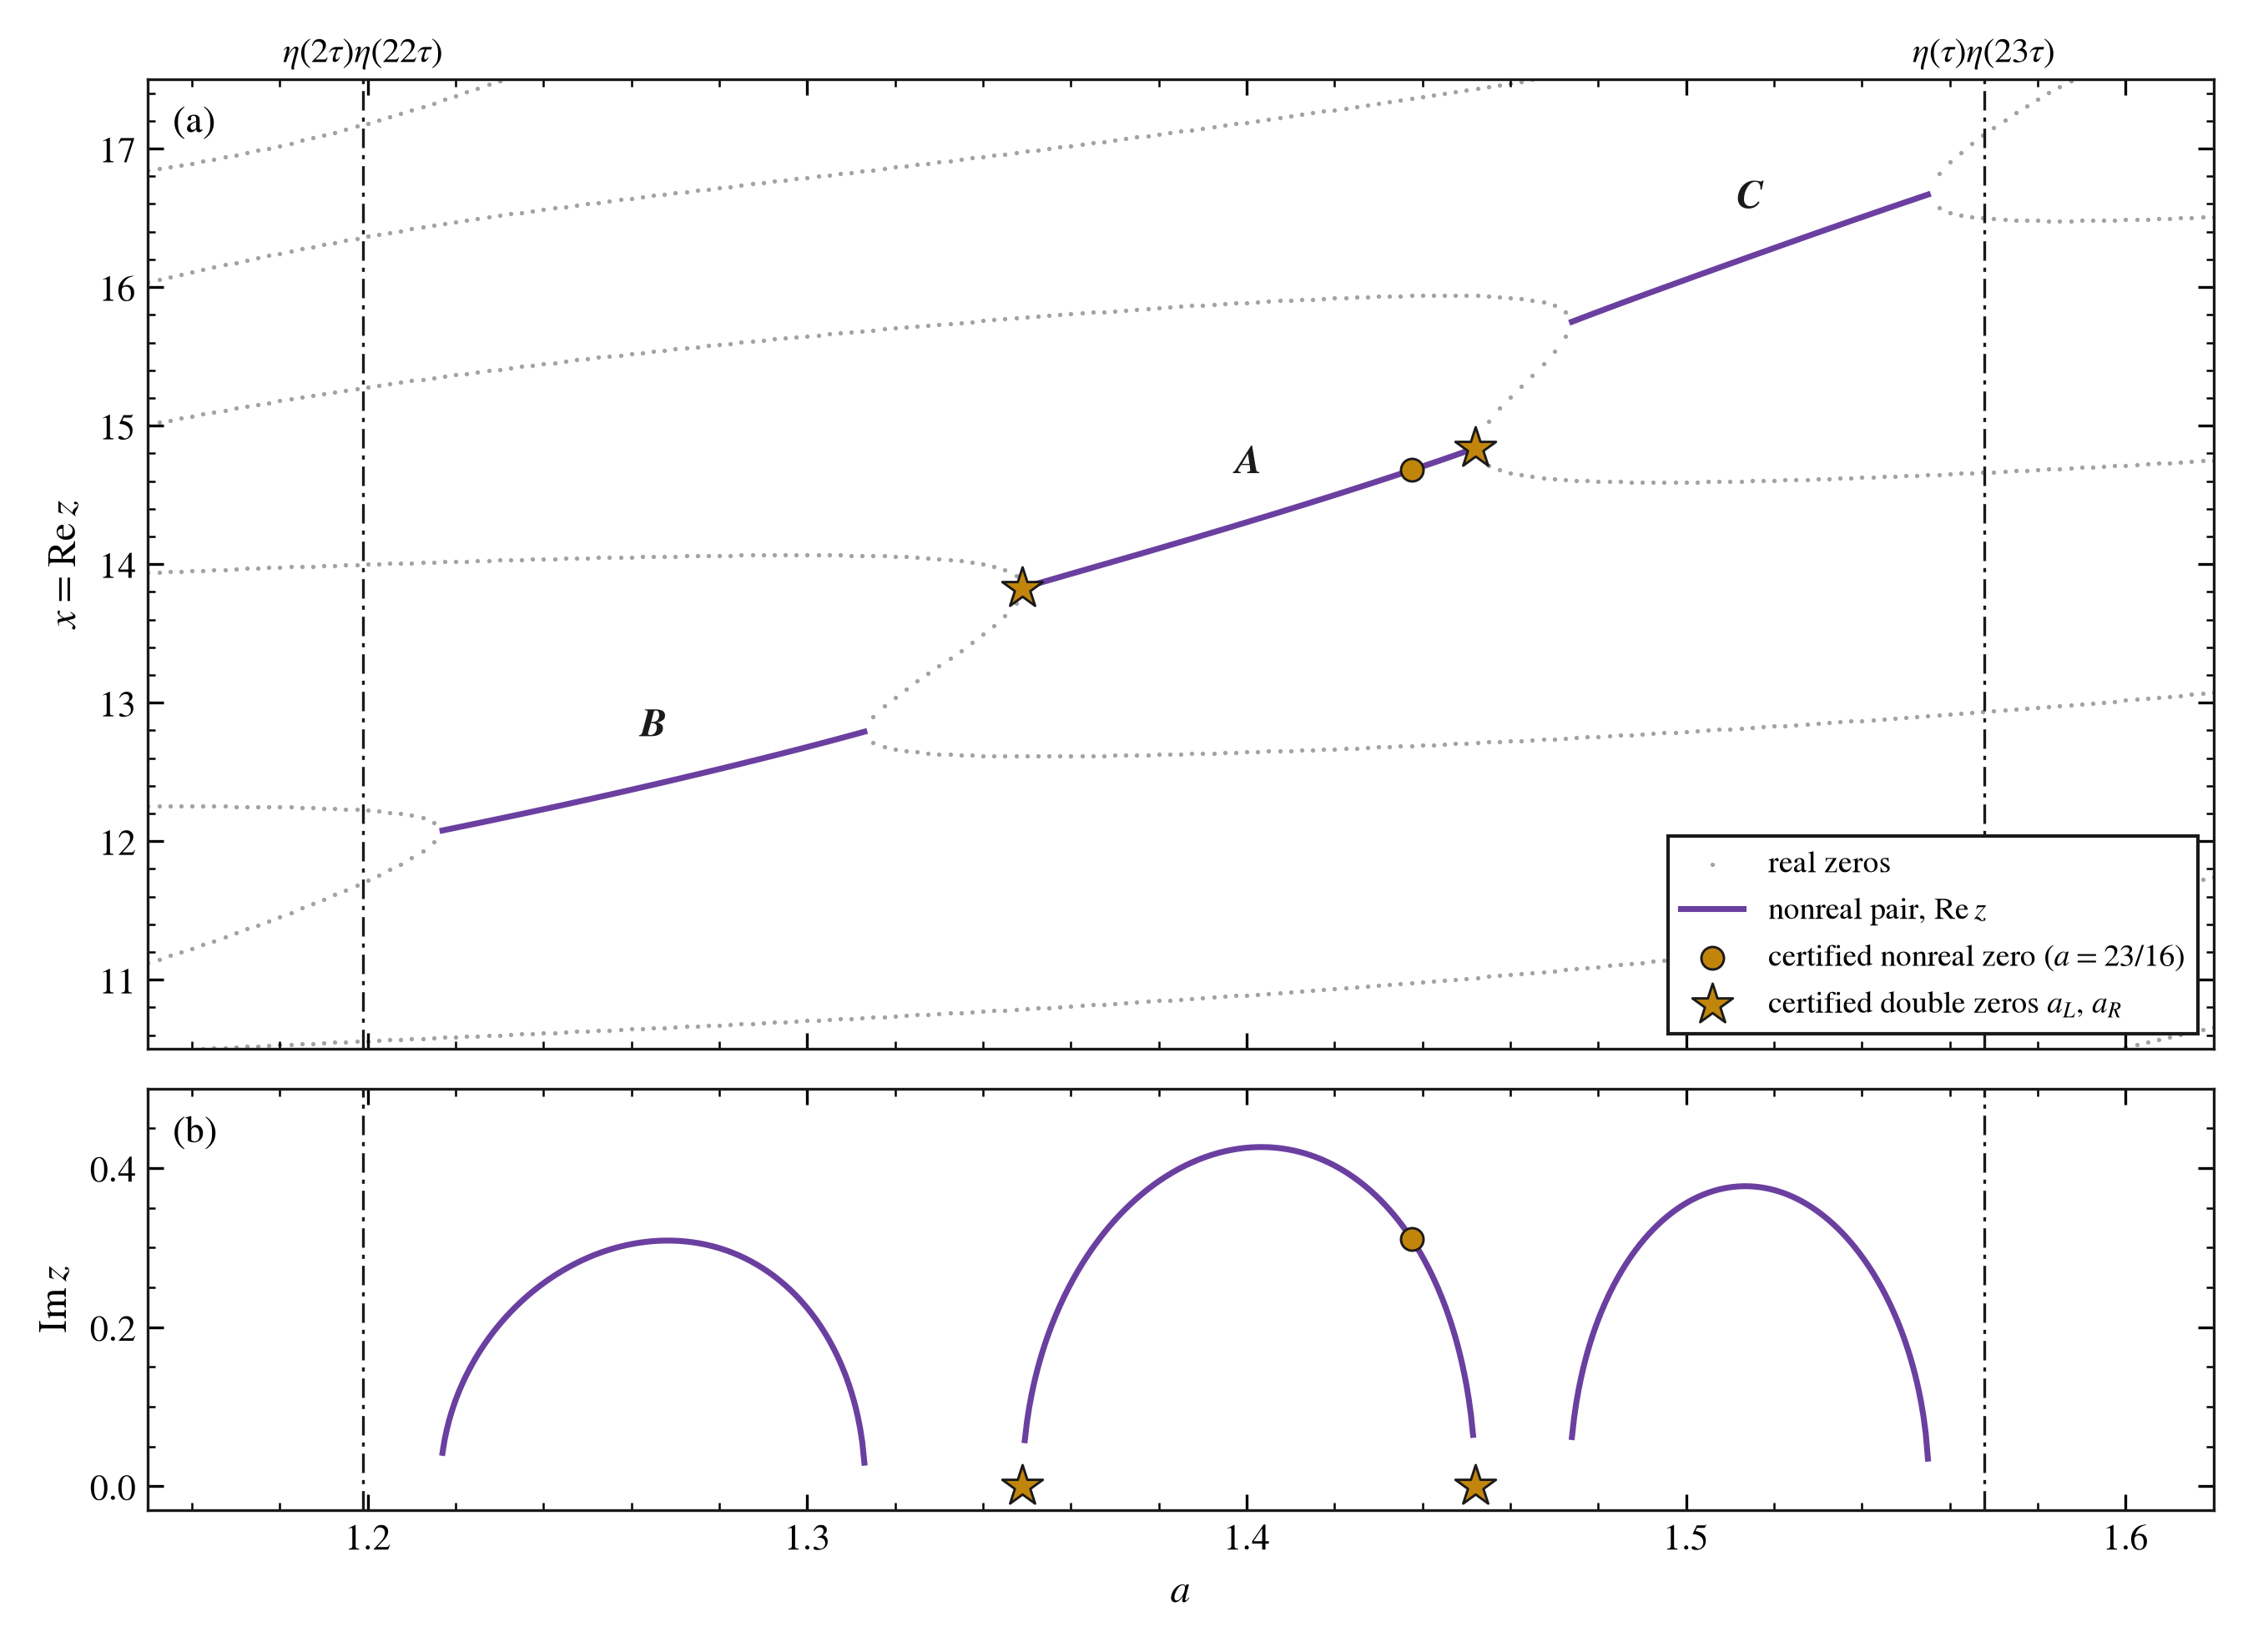 η(2τ)η(22τ)
η(τ)η(23τ)
(a)
17
16
15
14
13
12
11
x = Re z
C
A
B
real zeros
nonreal pair, Re z
certified nonreal zero (a = 23/16)
certified double zeros a_L, a_R
(b)
0.4
0.2
0.0
Im z
1.2
1.3
1.4
1.5
1.6
a